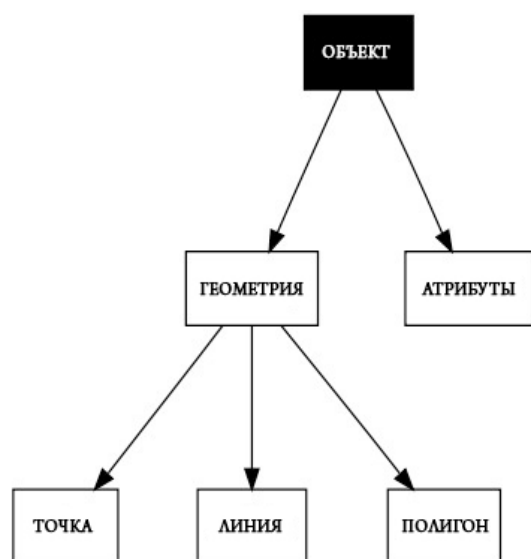 ОБЪЕКТ
ГЕОМЕТРИЯ
АТРИБУТЫ
ТОЧКА
ЛИНИЯ
ПОЛИГОН